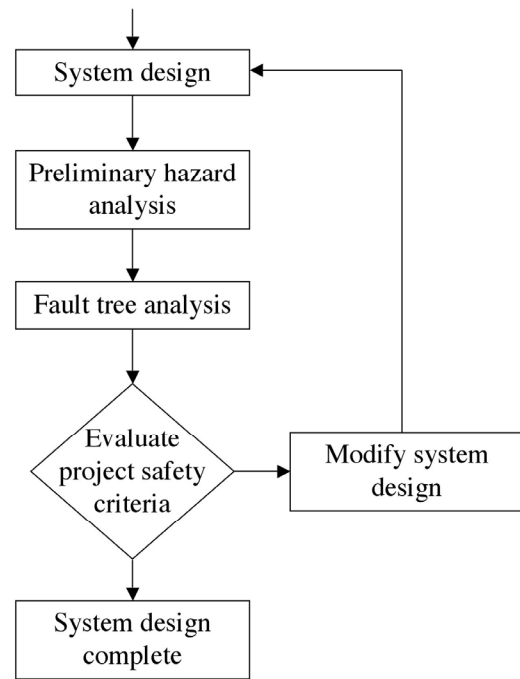 System design
Preliminary hazard
analysis
Fault tree analysis
Evaluate
project safety
criteria
Modify system
design
System design
complete